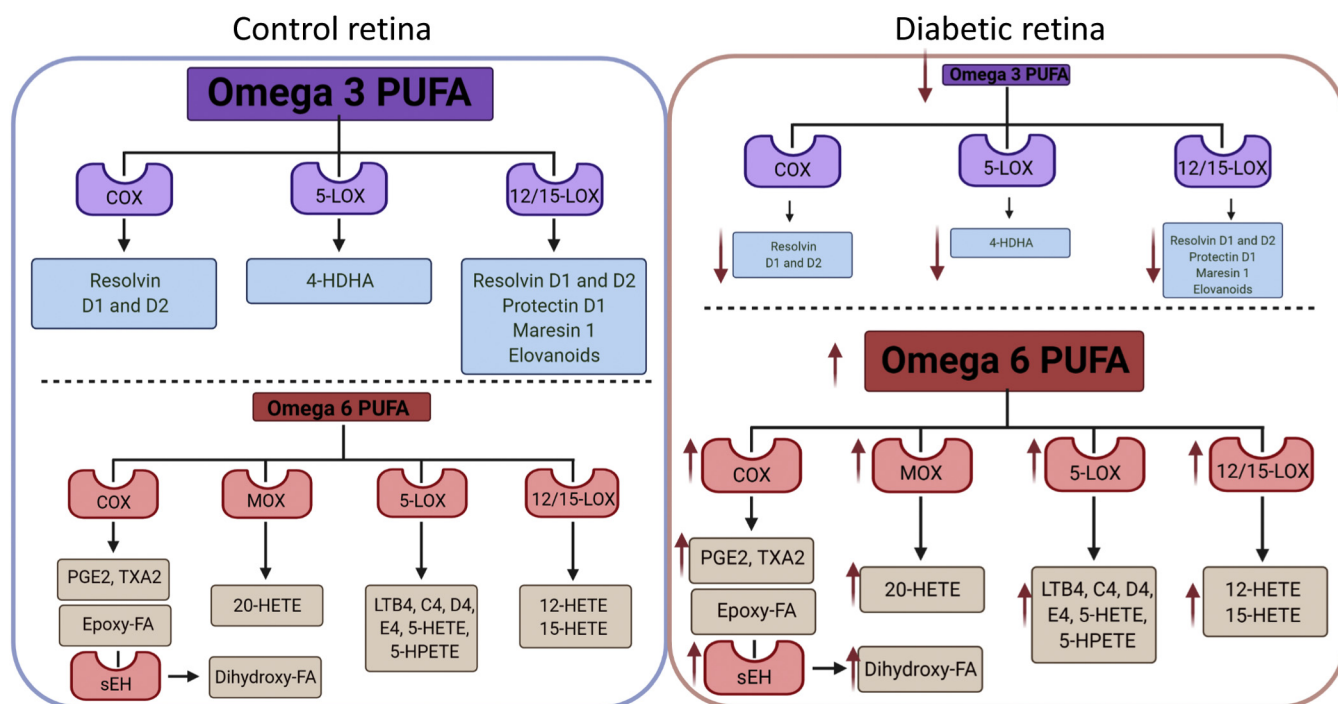 Control retina
Omega 3 PUFA
COX
5-LOX
12/15-LOX
Resolvin
D1 and D2
4-HDHA
Resolvin D1 and D2
Protectin D1
Maresin 1
Elovanoids
Omega 6 PUFA
COX
MOX
5-LOX
12/15-LOX
PGE2, TXA2
Epoxy-FA
sEH
Dihydroxy-FA
20-HETE
LTB4, C4, D4,
E4, 5-HETE,
5-HPETE
12-HETE
15-HETE
Diabetic retina
Omega 3 PUFA
COX
5-LOX
12/15-LOX
Resolvin
D1 and D2
4-HDHA
Resolvin D1 and D2
Protectin D1
Maresin 1
Elovanoids
Omega 6 PUFA
COX
MOX
5-LOX
12/15-LOX
PGE2, TXA2
Epoxy-FA
sEH
Dihydroxy-FA
20-HETE
LTB4, C4, D4,
E4, 5-HETE,
5-HPETE
12-HETE
15-HETE